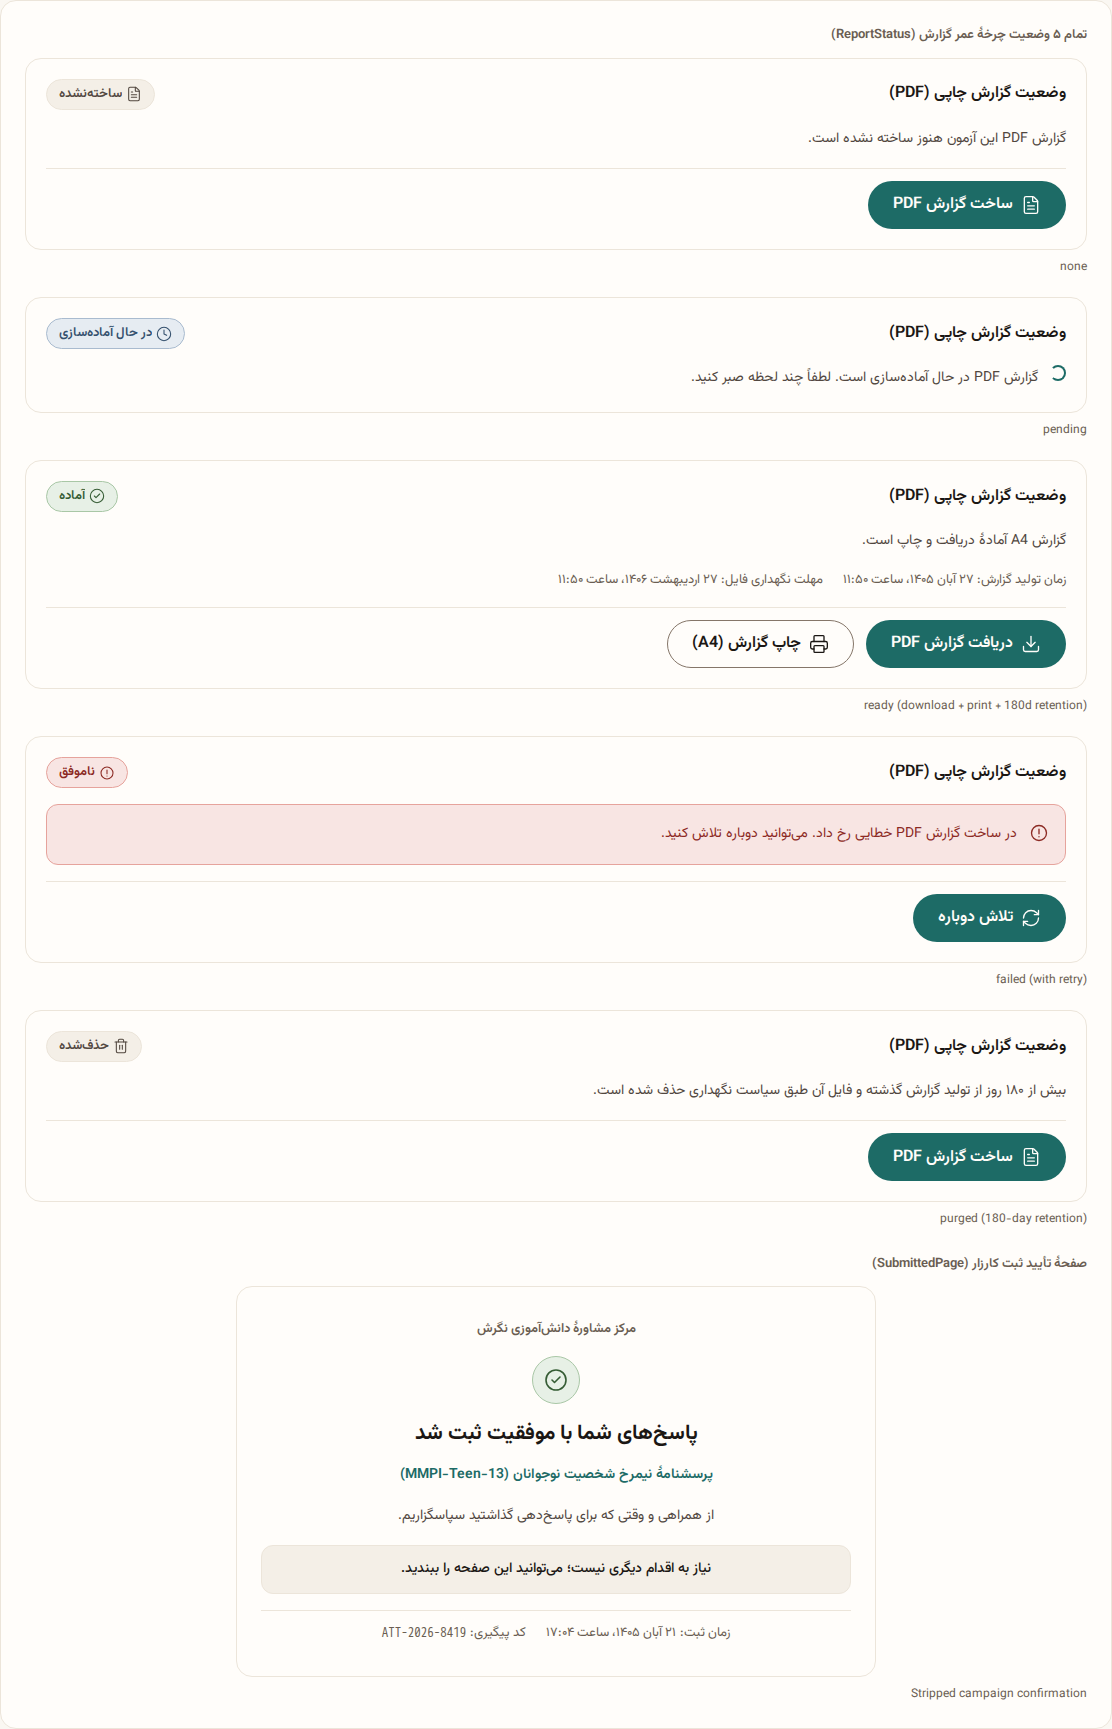 تمام ۵ وضعیت چرخهٔ عمر گزارش (ReportStatus)
وضعیت گزارش چاپی (PDF)
ساخته‌نشده
گزارش PDF این آزمون هنوز ساخته نشده است.
ساخت گزارش PDF
none
وضعیت گزارش چاپی (PDF)
در حال آماده‌سازی
گزارش PDF در حال آماده‌سازی است. لطفاً چند لحظه صبر کنید.
pending
وضعیت گزارش چاپی (PDF)
آماده
گزارش A4 آمادهٔ دریافت و چاپ است.
زمان تولید گزارش: ۲۷ آبان ۱۴۰۵، ساعت ۱۱:۵۰ مهلت نگهداری فایل: ۲۷ اردیبهشت ۱۴۰۶، ساعت ۱۱:۵۰
دریافت گزارش PDF
چاپ گزارش (A4)
ready (download + print + 180d retention)
وضعیت گزارش چاپی (PDF)
ناموفق
در ساخت گزارش PDF خطایی رخ داد. می‌توانید دوباره تلاش کنید.
تلاش دوباره
failed (with retry)
وضعیت گزارش چاپی (PDF)
حذف‌شده
بیش از ۱۸۰ روز از تولید گزارش گذشته و فایل آن طبق سیاست نگهداری حذف شده است.
ساخت گزارش PDF
purged (180-day retention)
صفحهٔ تأیید ثبت کارزار (SubmittedPage)
مرکز مشاورهٔ دانش‌آموزی نگرش
پاسخ‌های شما با موفقیت ثبت شد
پرسشنامهٔ نیمرخ شخصیت نوجوانان (MMPI-Teen-13)
از همراهی و وقتی که برای پاسخ‌دهی گذاشتید سپاسگزاریم.
نیاز به اقدام دیگری نیست؛ می‌توانید این صفحه را ببندید.
زمان ثبت: ۲۱ آبان ۱۴۰۵، ساعت ۱۷:۰۴ کد پیگیری: ATT-2026-8419
Stripped campaign confirmation